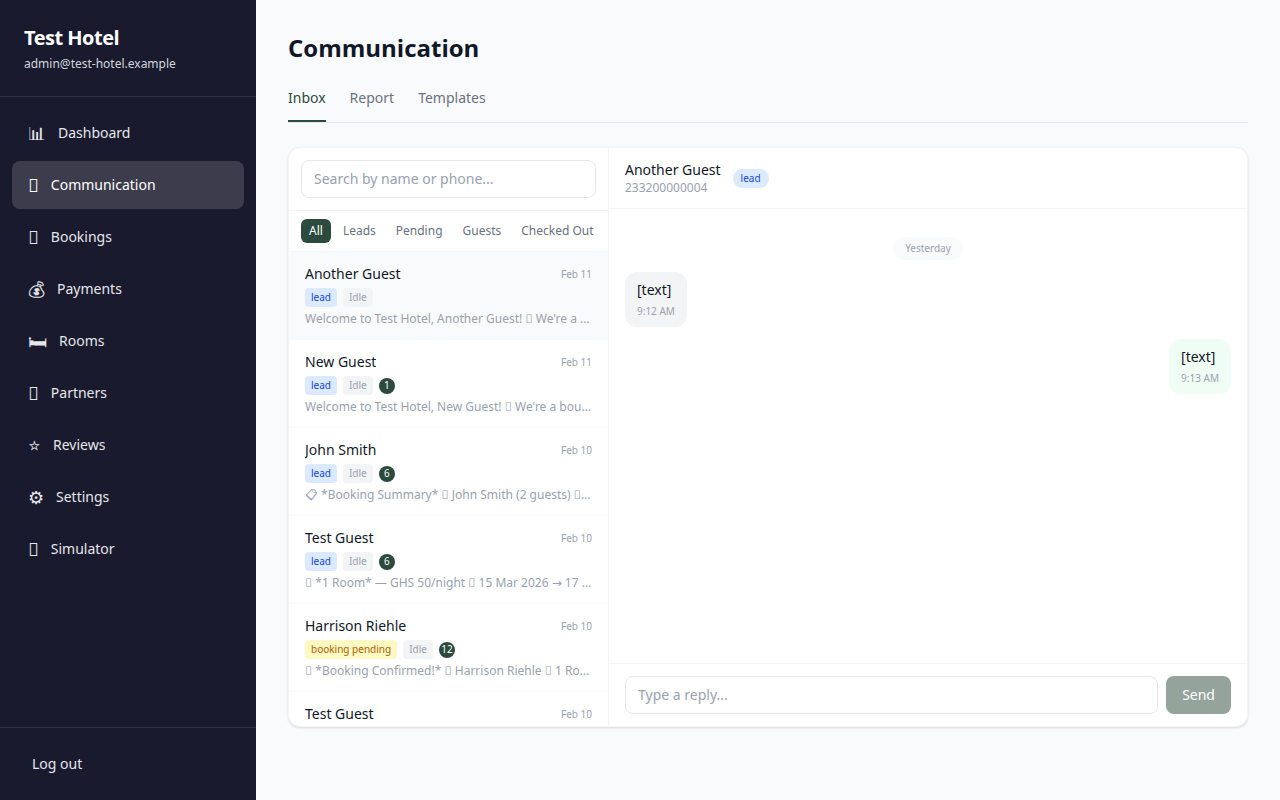 Test Hotel
admin@test-hotel.example
Dashboard
Communication
Bookings
Payments
Rooms
Partners
Reviews
Settings
Simulator
Log out
Communication
Inbox Report Templates
Search by name or phone...
All Leads Pending Guests Checked Out
Another Guest Feb 11
lead Idle
Welcome to Test Hotel, Another Guest! We're a ...
New Guest Feb 11
lead Idle 1
Welcome to Test Hotel, New Guest! We're a bou...
John Smith Feb 10
lead Idle 6
*Booking Summary* John Smith (2 guests) ...
Test Guest Feb 10
lead Idle 6
*1 Room* — GHS 50/night 15 Mar 2026 → 17 ...
Harrison Riehle Feb 10
booking pending Idle 12
*Booking Confirmed!* Harrison Riehle 1 Ro...
Test Guest Feb 10
Another Guest lead
233200000004
Yesterday
[text]
9:12 AM
[text]
9:13 AM
Type a reply...
Send